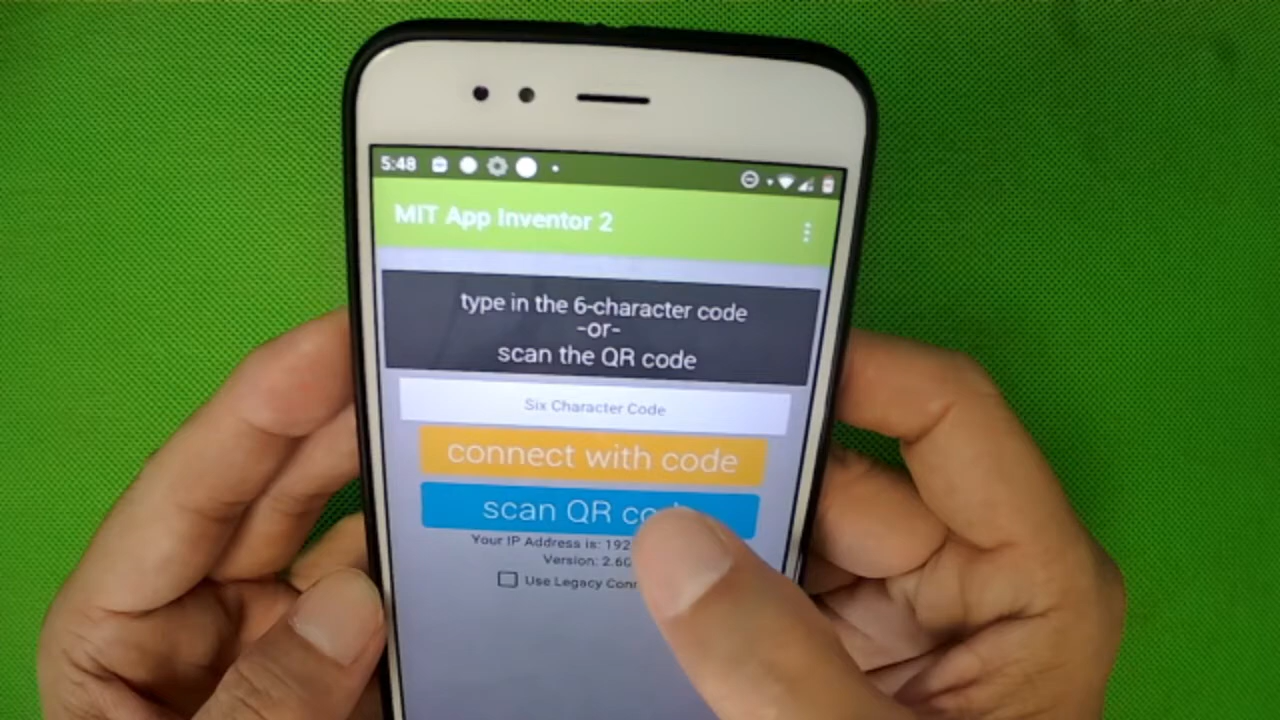 5:48
MIT App Inventor 2
type in the 6-character code
-or-
scan the QR code
Six Character Code
connect with code
scan QR code
Your IP Address is: 192
Version: 2.60
Use Legacy